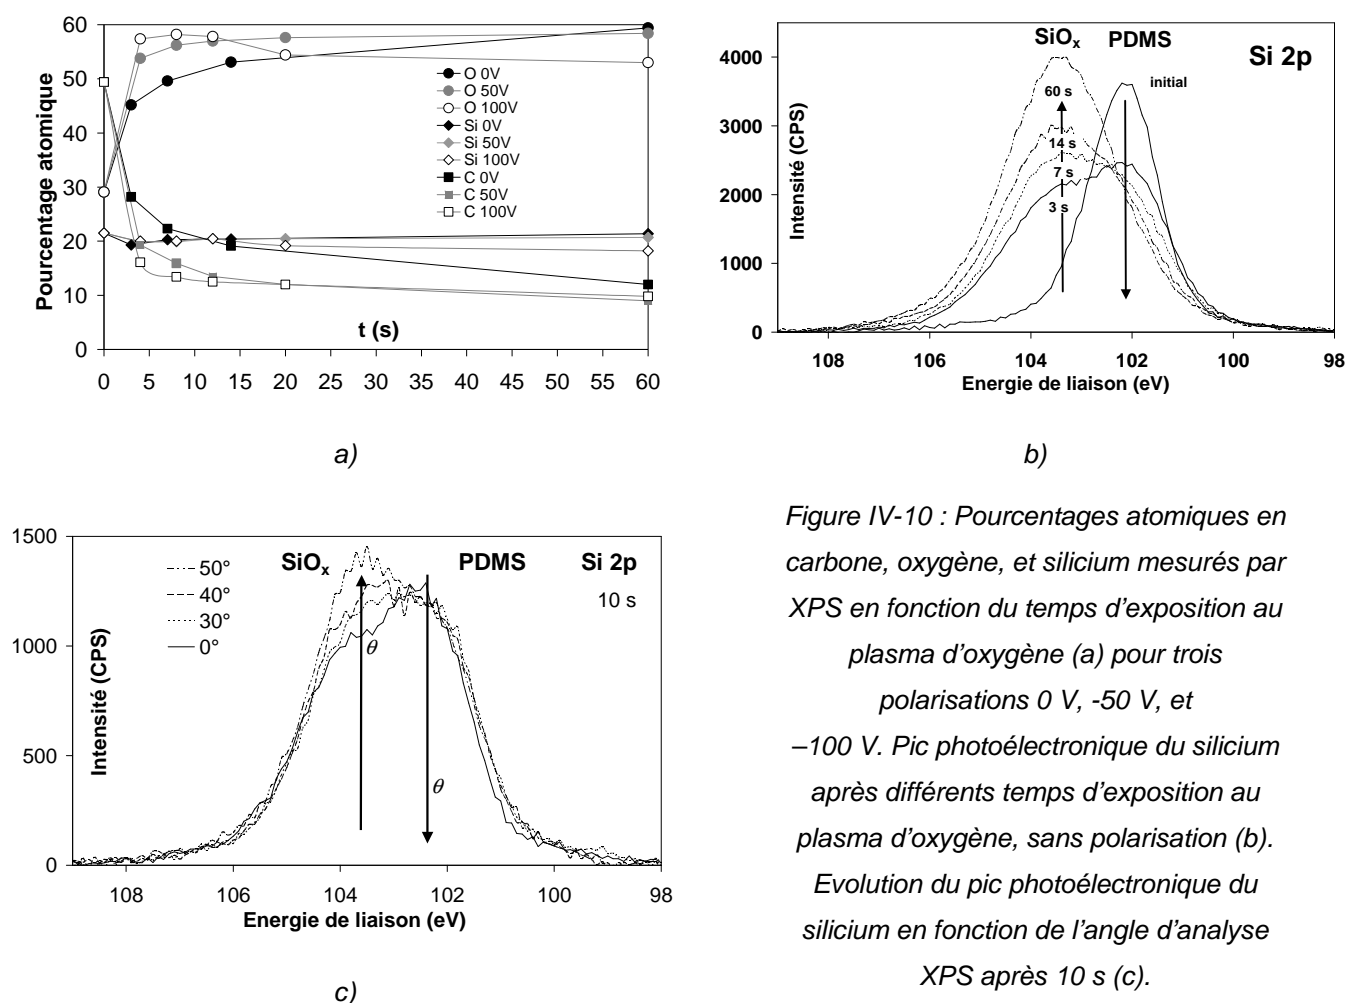 Pourcentage atomique
60
50
40
30
20
10
0
0 5 10 15 20 25 30 35 40 45 50 55 60
t (s)
O 0V
O 50V
O 100V
Si 0V
Si 50V
Si 100V
C 0V
C 50V
C 100V
a)
Intensité (CPS)
4000
3000
2000
1000
0
SiOx PDMS
Si 2p
initial
60 s
14 s
7 s
3 s
108 106 104 102 100 98
Energie de liaison (eV)
b)
Intensité (CPS)
1500
1000
500
0
50°
40°
30°
0°
SiOx PDMS Si 2p
10 s
θ
θ
108 106 104 102 100 98
Energie de liaison (eV)
c)
Figure IV-10 : Pourcentages atomiques en
carbone, oxygène, et silicium mesurés par
XPS en fonction du temps d’exposition au
plasma d’oxygène (a) pour trois
polarisations 0 V, -50 V, et
–100 V. Pic photoélectronique du silicium
après différents temps d’exposition au
plasma d’oxygène, sans polarisation (b).
Evolution du pic photoélectronique du
silicium en fonction de l’angle d’analyse
XPS après 10 s (c).